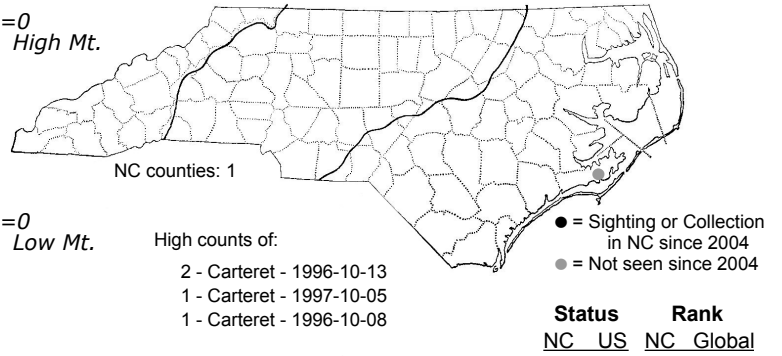 =0
High Mt.
NC counties: 1
=0
Low Mt.
High counts of:
2 - Carteret - 1996-10-13
1 - Carteret - 1997-10-05
1 - Carteret - 1996-10-08
● = Sighting or Collection
in NC since 2004
● = Not seen since 2004
Status Rank
NC US NC Global